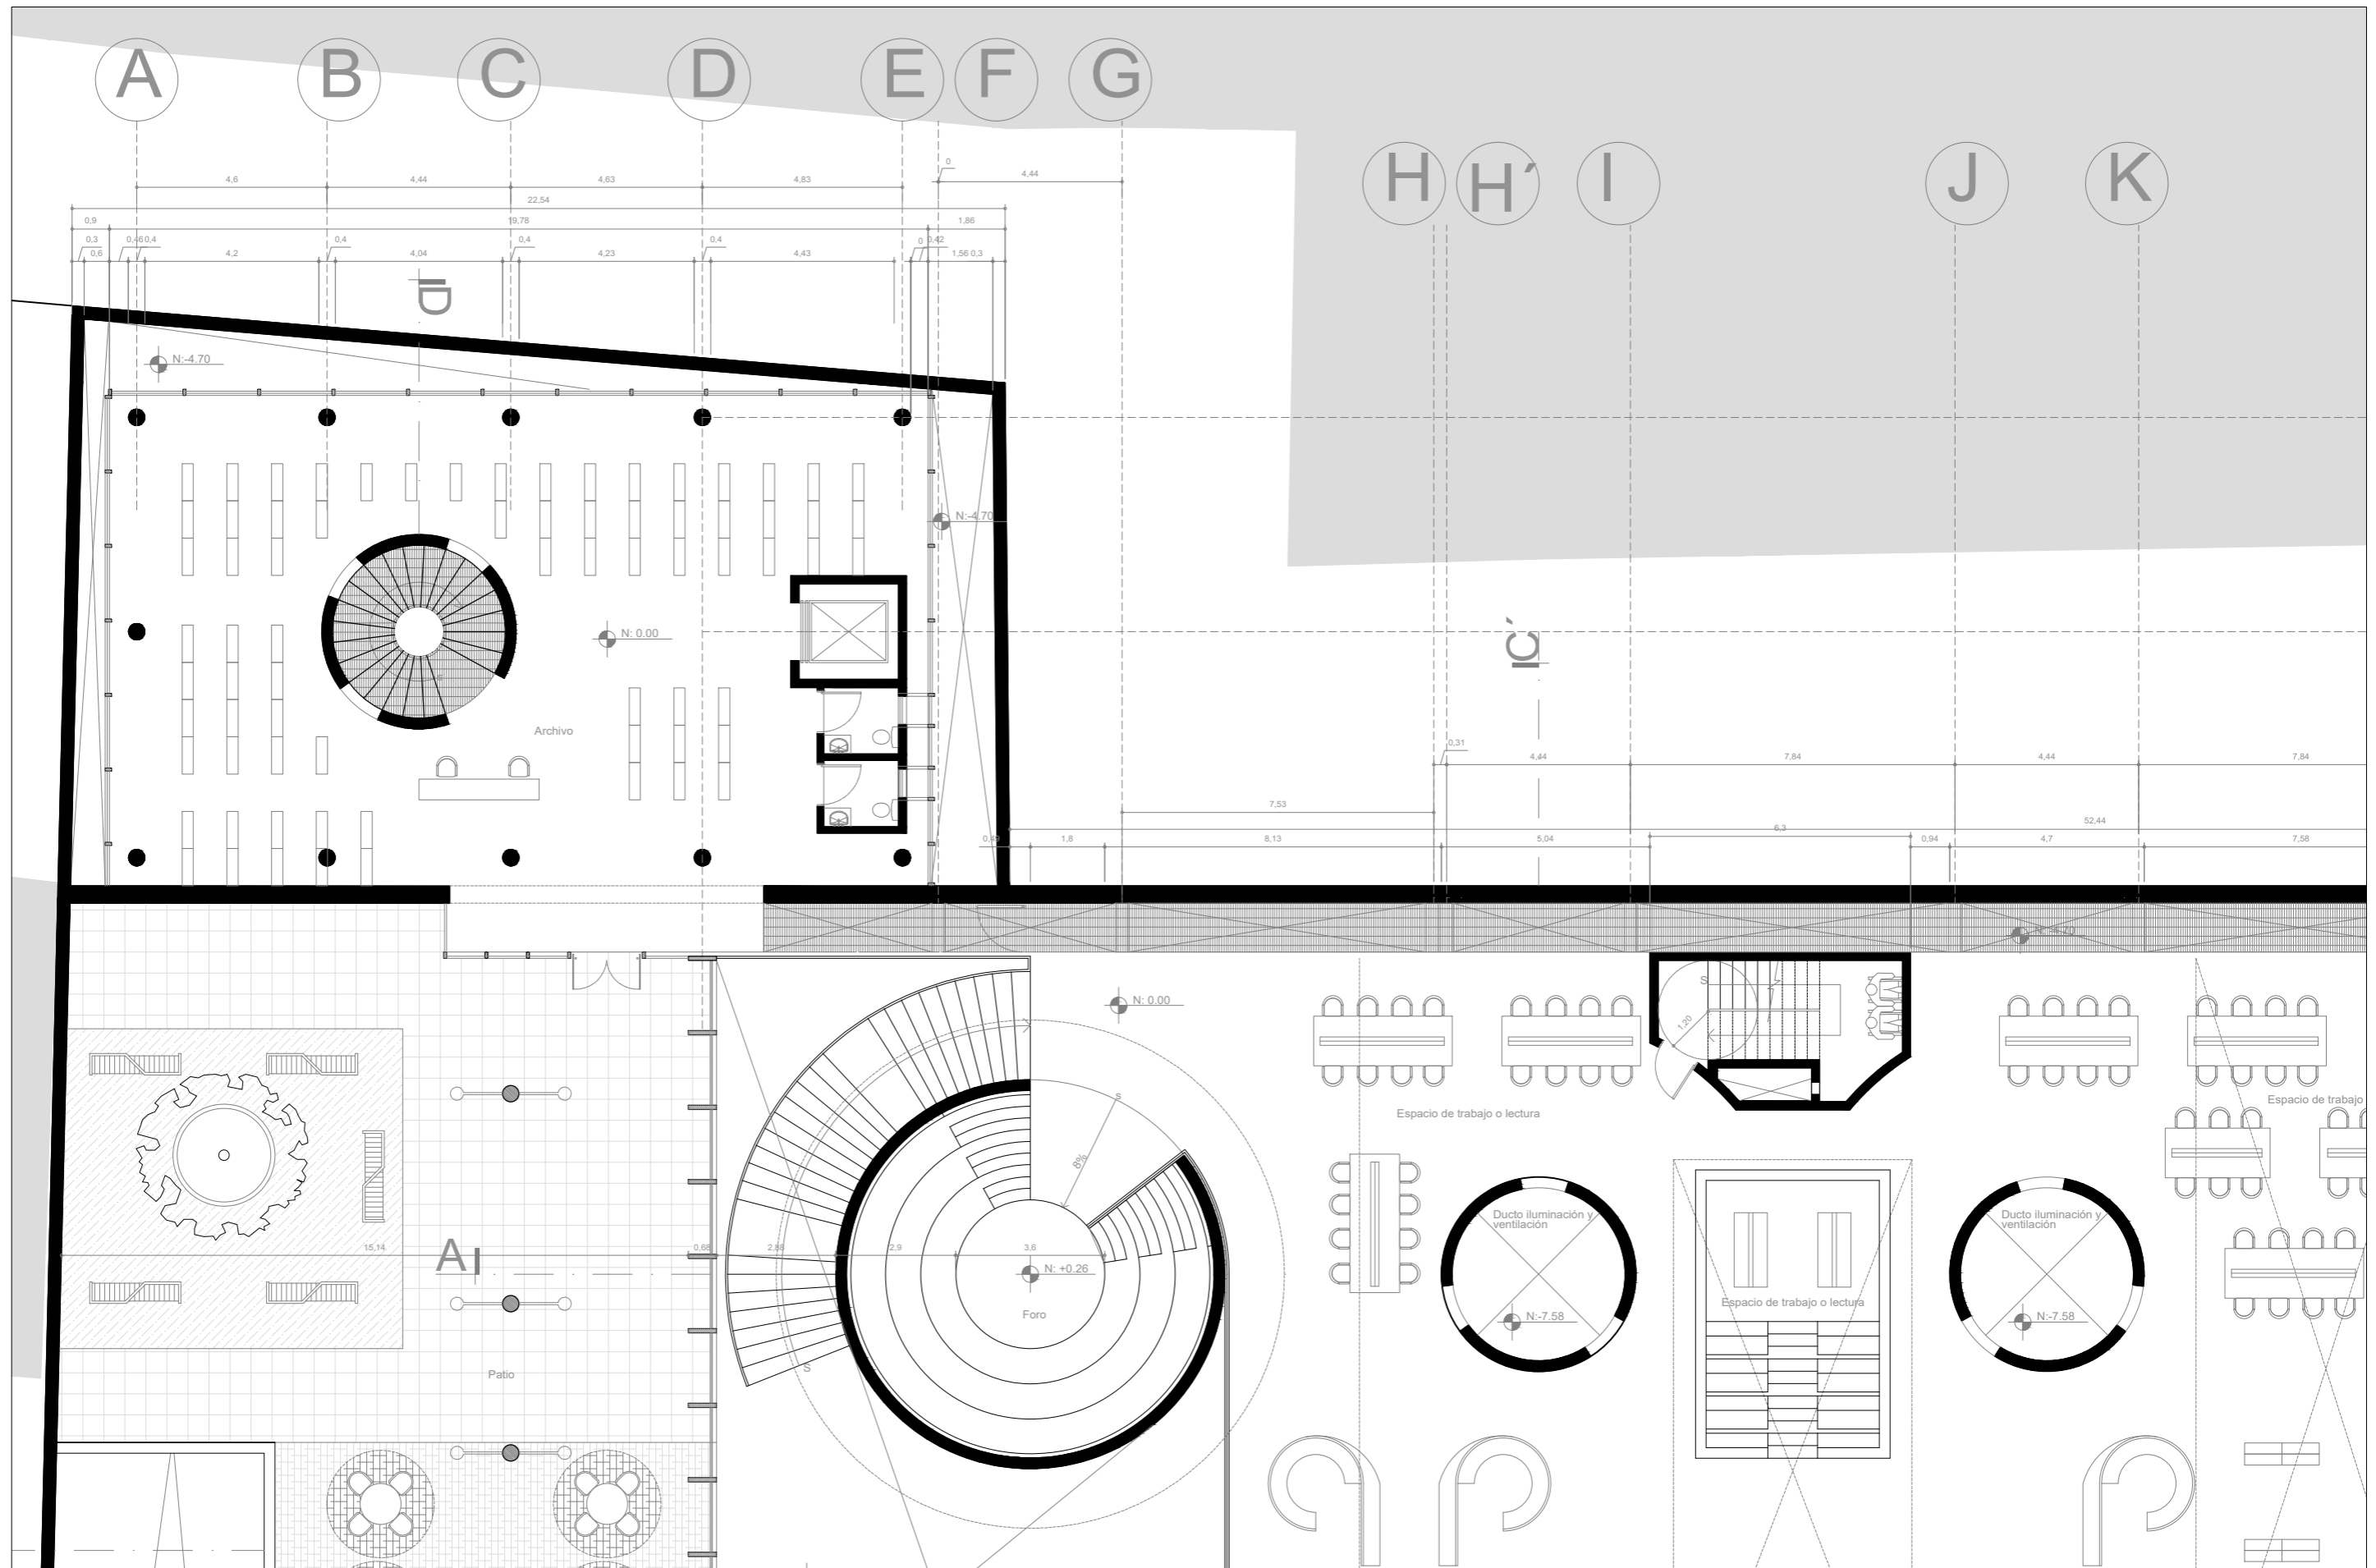 A B C D E F G
H H´ I J K
0
4,6 4,44 4,63 4,83 4,44
22,54
0,9 19,78 1,86
0,3 0,46 0,4 0,4 0,4 0,4 0 0,42
0,6 4,2 4,04 4,23 4,43 1,56 0,3
D
N:-4.70
N:-4.70
N: 0.00
C´
Archivo
0,31
4,44 7,84 4,44 7,84
7,53
52,44
6,3
1,8 8,13 5,04 0,94 4,7 7,58
N:-4.70
S
N: 0.00
1,20
s
Espacio de trabajo o lectura
Espacio de trabajo
8%
Ducto iluminación y
ventilación
Ducto iluminación y
ventilación
A
15,14 0,68 2,88 2,9 3,6
N: +0.26
Espacio de trabajo o lectura
Foro
N:-7.58
N:-7.58
S
Patio